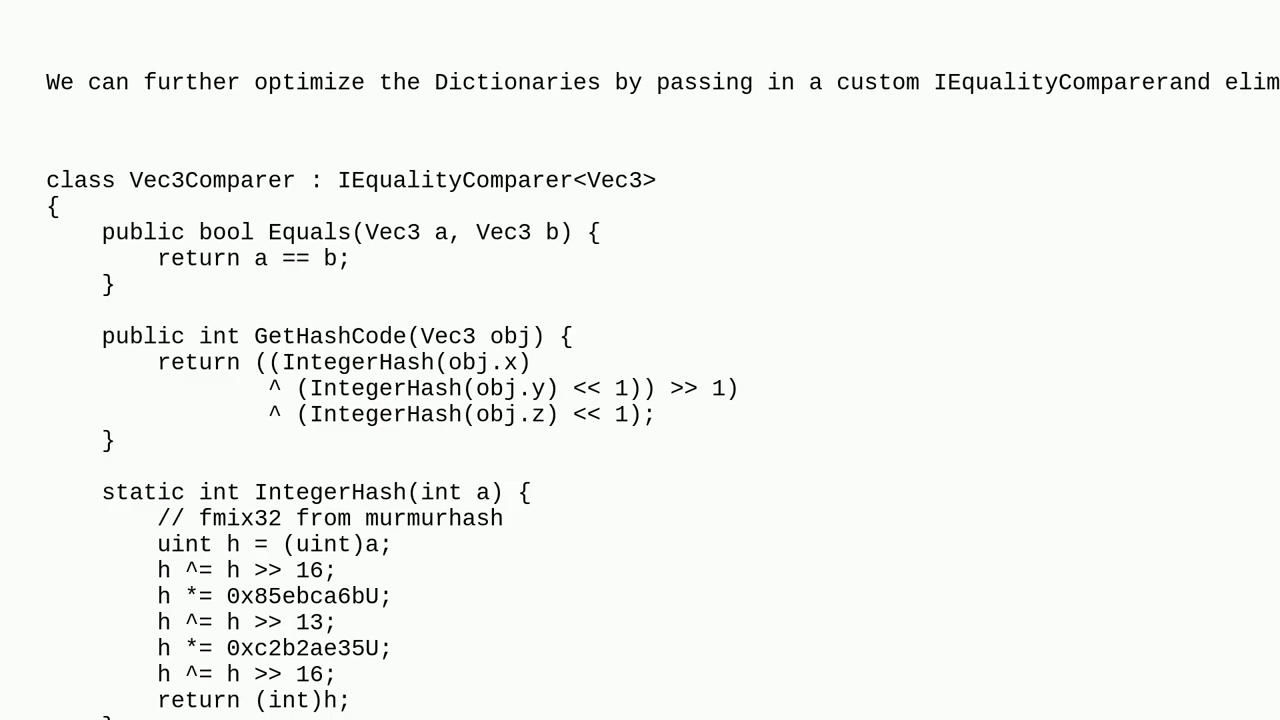 We can further optimize the Dictionaries by passing in a custom IEqualityComparerand elim
class Vec3Comparer : IEqualityComparer<Vec3>
{
    public bool Equals(Vec3 a, Vec3 b) {
        return a == b;
    }
    public int GetHashCode(Vec3 obj) {
        return ((IntegerHash(obj.x)
                ^ (IntegerHash(obj.y) << 1)) >> 1)
                ^ (IntegerHash(obj.z) << 1);
    }
    static int IntegerHash(int a) {
        // fmix32 from murmurhash
        uint h = (uint)a;
        h ^= h >> 16;
        h *= 0x85ebca6bU;
        h ^= h >> 13;
        h *= 0xc2b2ae35U;
        h ^= h >> 16;
        return (int)h;
    }